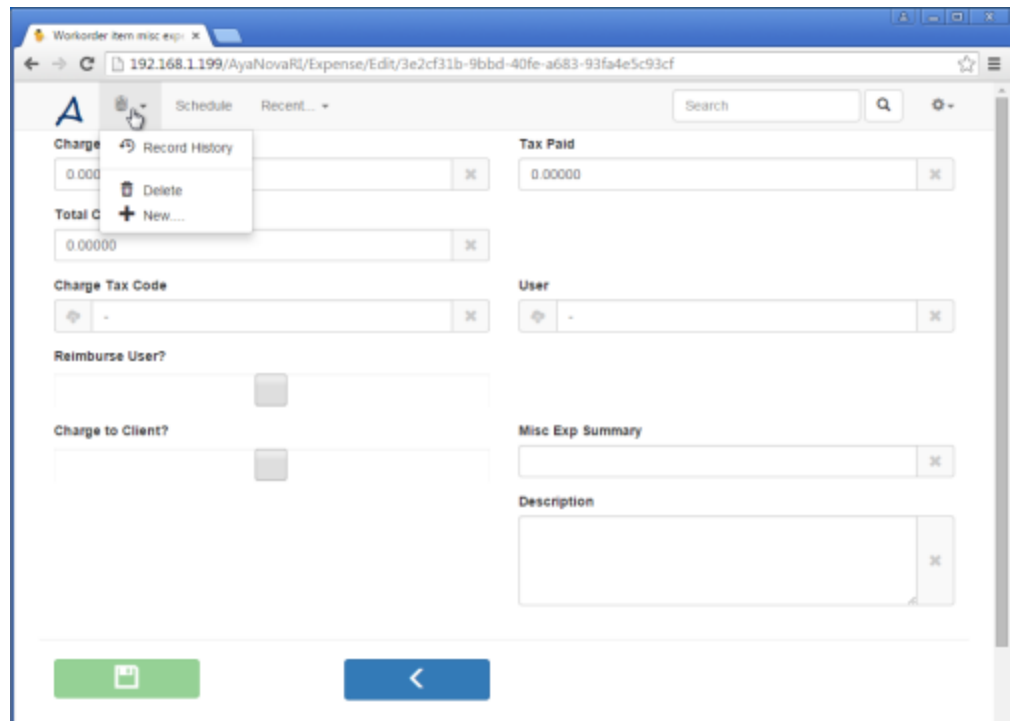 Workorder item misc exp
192.168.1.199/AyaNovaRI/Expense/Edit/3e2cf31b-9bbd-40fe-a683-93fa4e5c93cf
A Schedule Recent... Search
Charge Tax Paid
Record History
0.000 0.00000
Delete
Total C
New....
0.00000
Charge Tax Code User
- -
Reimburse User?
Charge to Client? Misc Exp Summary
Description